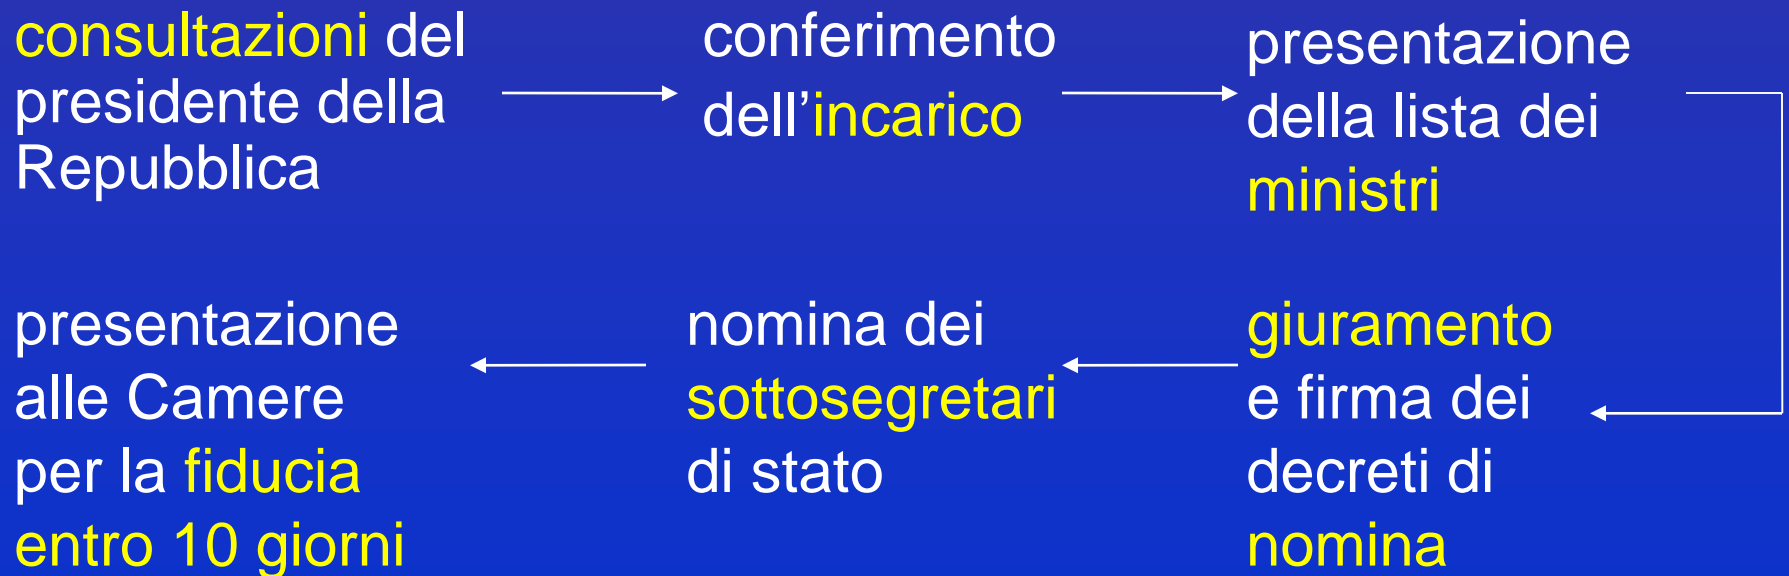 consultazioni del
presidente della
Repubblica
conferimento
dell’incarico
presentazione
della lista dei
ministri
giuramento
e firma dei
decreti di
nomina
nomina dei
sottosegretari
di stato
presentazione
alle Camere
per la fiducia
entro 10 giorni